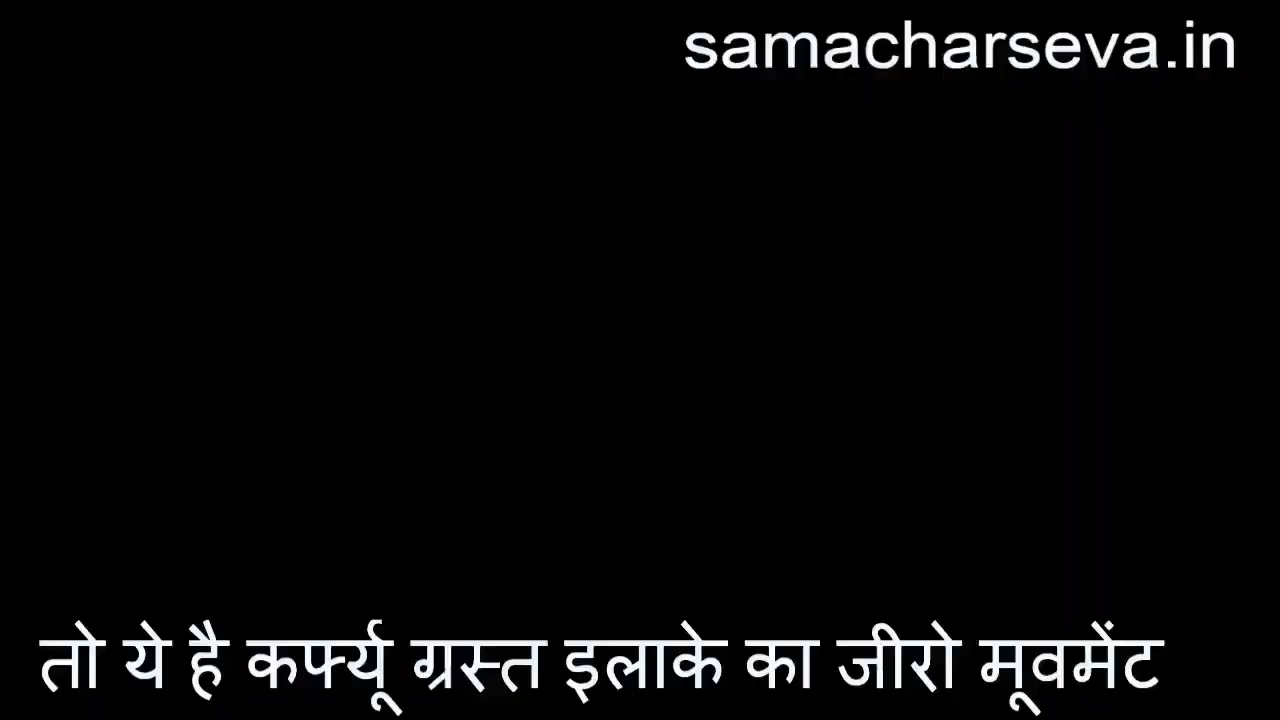 samacharseva.in
तो ये है कर्फ्यू ग्रस्त इलाके का जीरो मूवमेंट